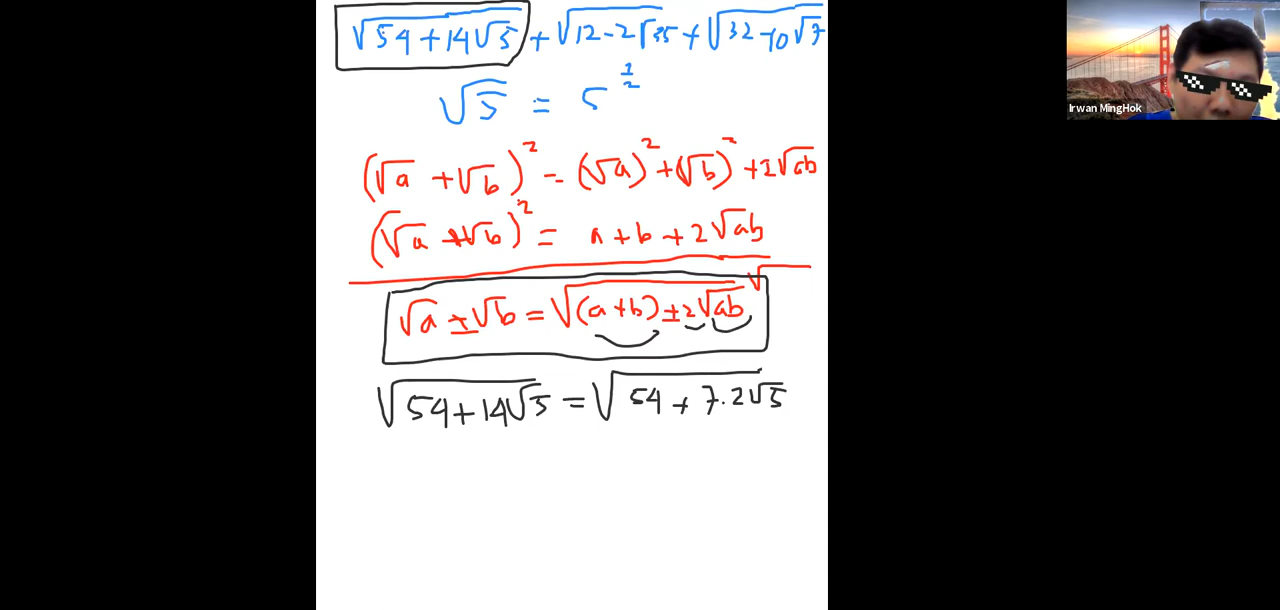 √(54 + 14√5) + √(12 - 2√35) + √(32 - 10√7)
√5 = 5^(1/2)
(√a + √b)² = (√a)² + (√b)² + 2√ab
(√a + √b)² = a + b + 2√ab
√a ± √b = √((a + b) ± 2√ab)
√(54 + 14√5) = √(54 + 7.2√5)
Irwan MingHok